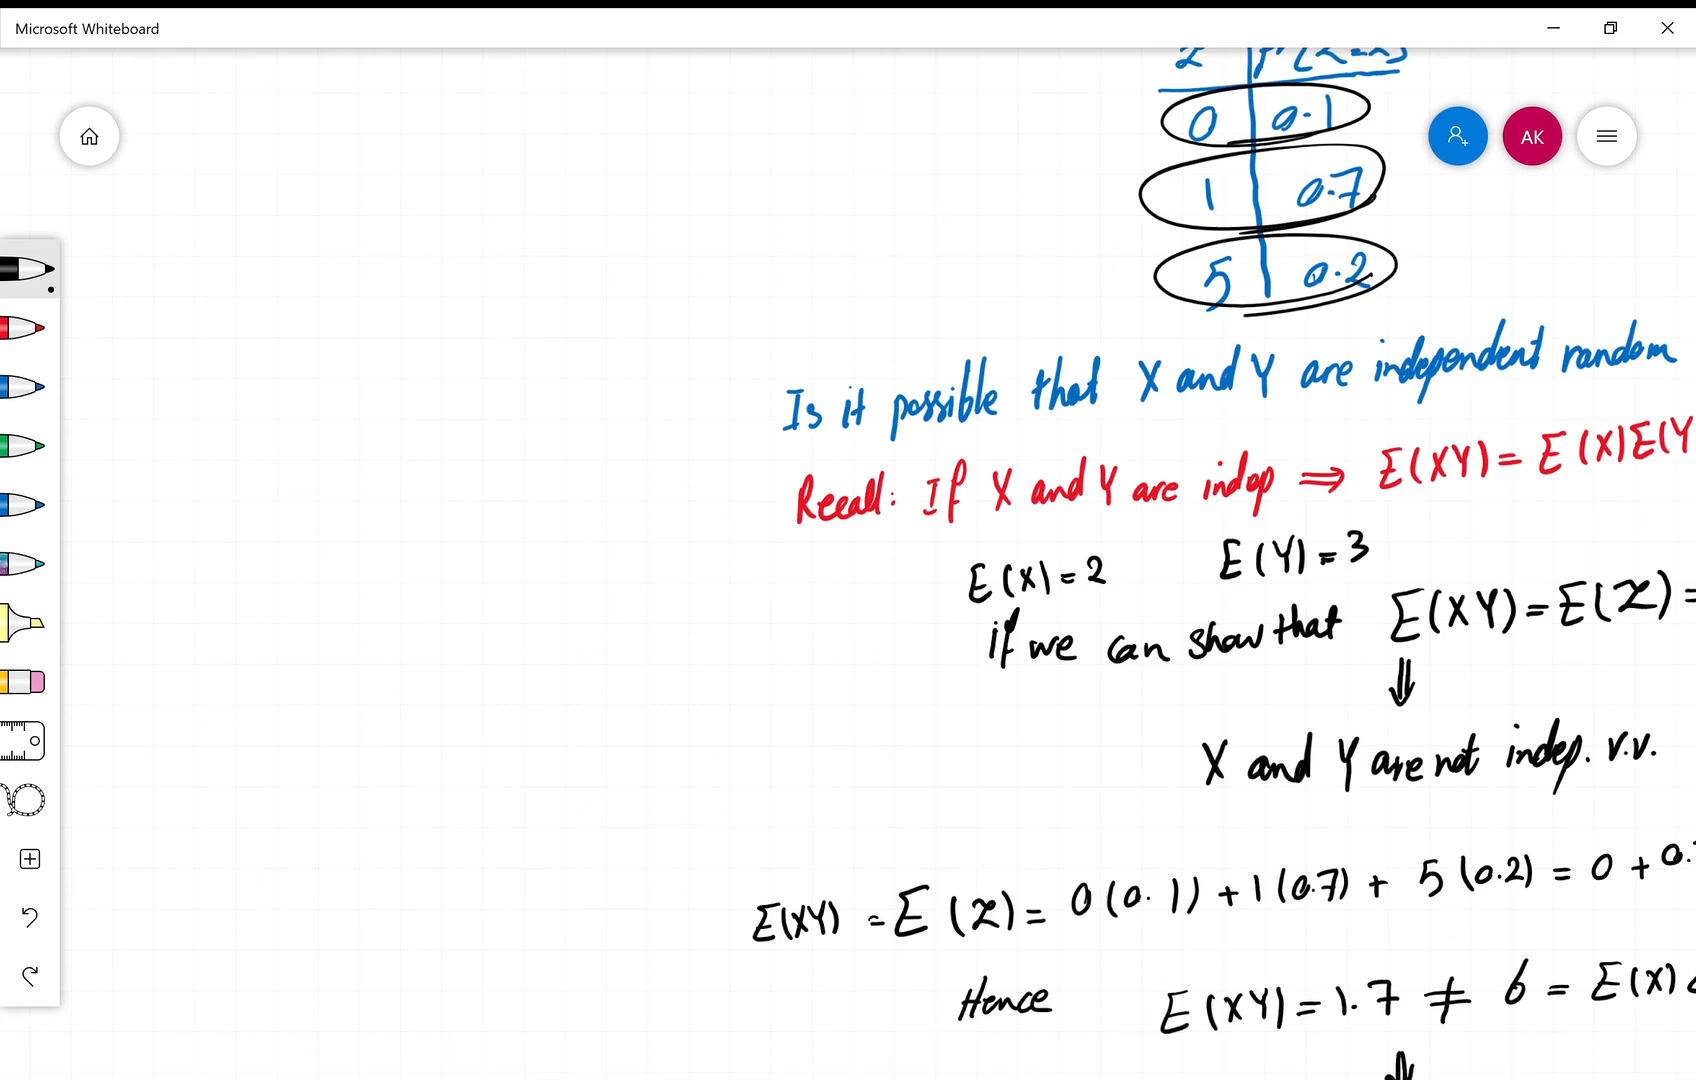 Microsoft Whiteboard
AK
0 0.1
1 0.7
5 0.2
Is it possible that X and Y are independent random
Recall: If X and Y are indep ⇒ E(XY) = E(X)E(Y
E(X) = 2 E(Y) = 3
if we can show that E(XY) = E(Z) =
⇓
X and Y are not indep. r.v.
E(XY) = E(Z) = 0(0.1) + 1(0.7) + 5(0.2) = 0 + 0.
Hence E(XY) = 1.7 ≠ 6 = E(X)